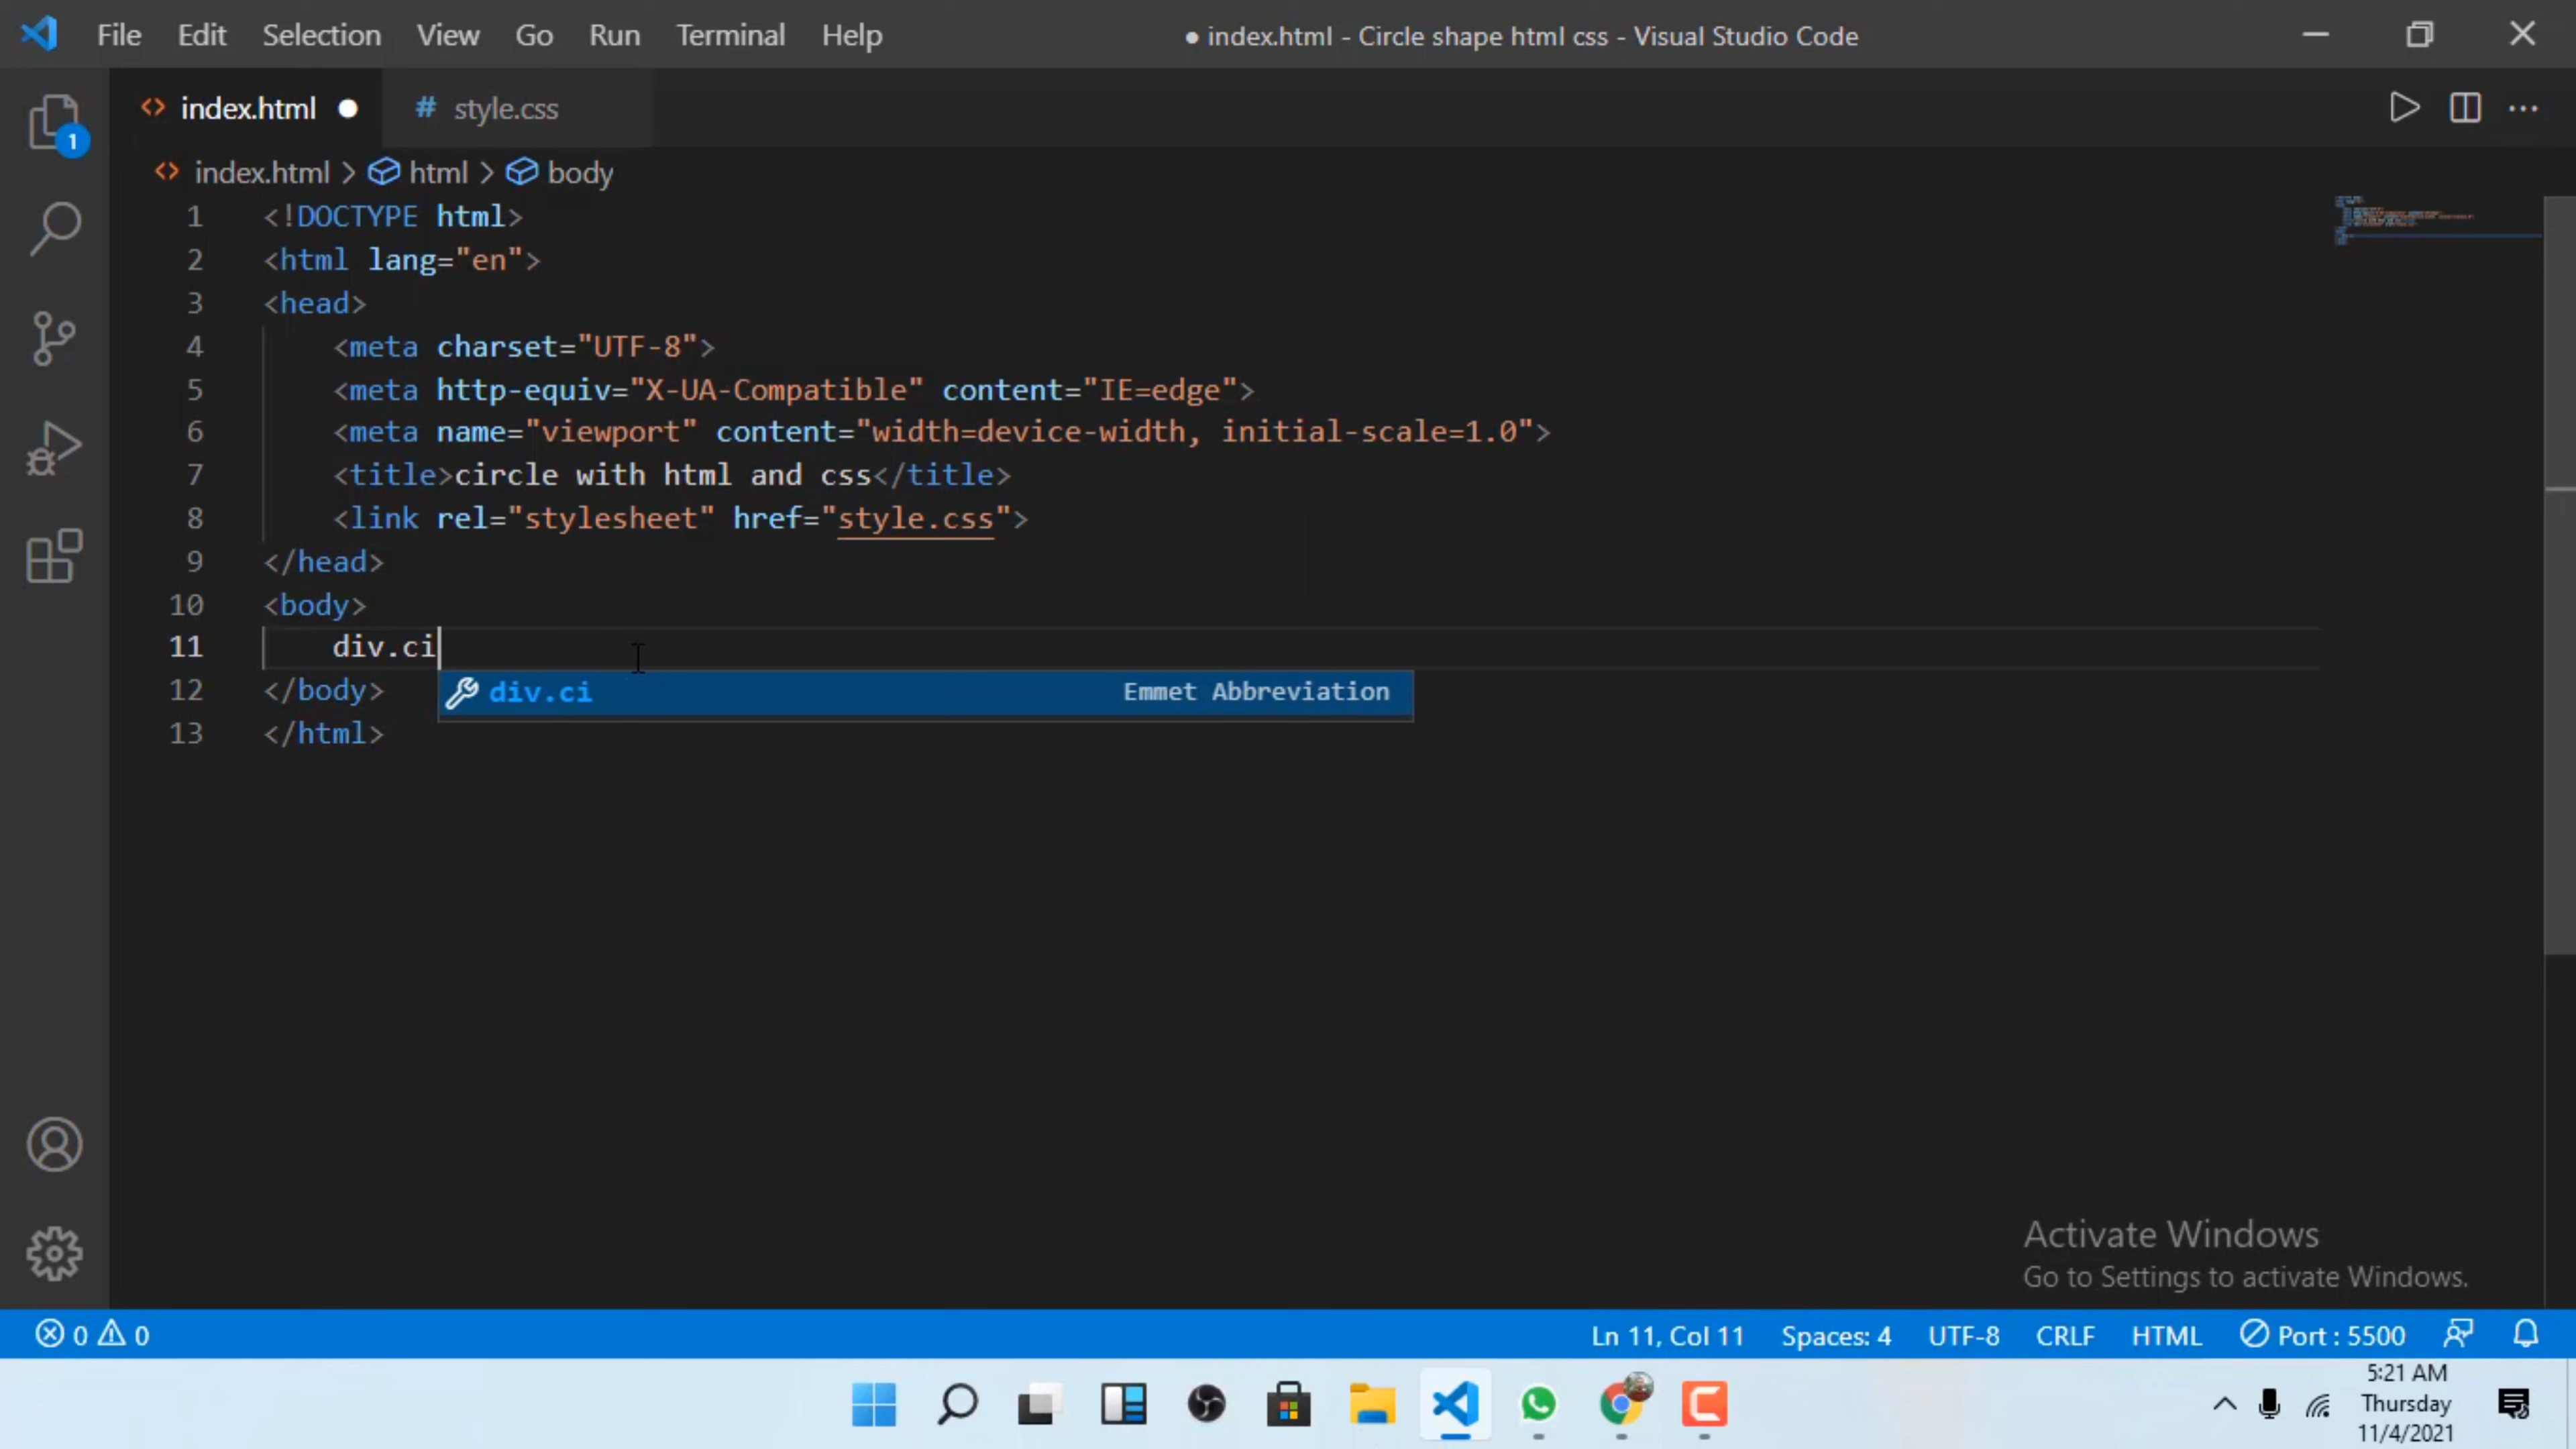 File Edit Selection View Go Run Terminal Help
● index.html - Circle shape html css - Visual Studio Code
index.html ●
# style.css
1
index.html > html > body
1 <!DOCTYPE html>
2 <html lang="en">
3 <head>
4 <meta charset="UTF-8">
5 <meta http-equiv="X-UA-Compatible" content="IE=edge">
6 <meta name="viewport" content="width=device-width, initial-scale=1.0">
7 <title>circle with html and css</title>
8 <link rel="stylesheet" href="style.css">
9 </head>
10 <body>
11 div.ci
div.ci Emmet Abbreviation
12 </body>
13 </html>
Activate Windows
Go to Settings to activate Windows.
0 0
Ln 11, Col 11 Spaces: 4 UTF-8 CRLF HTML Port : 5500
5:21 AM
Thursday
11/4/2021